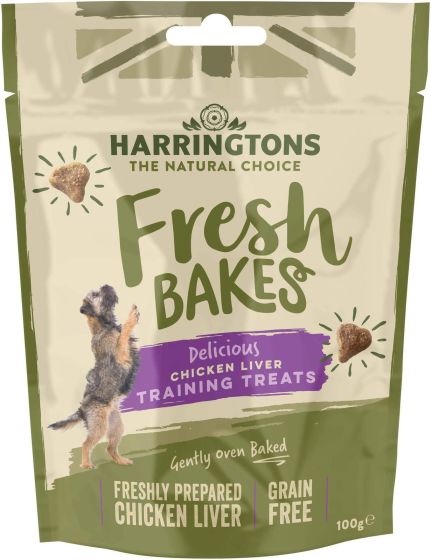 HARRINGTONS
THE NATURAL CHOICE
Fresh
BAKES
Delicious
CHICKEN LIVER
TRAINING TREATS
Gently Oven Baked
FRESHLY PREPARED
CHICKEN LIVER
GRAIN
FREE
100g e